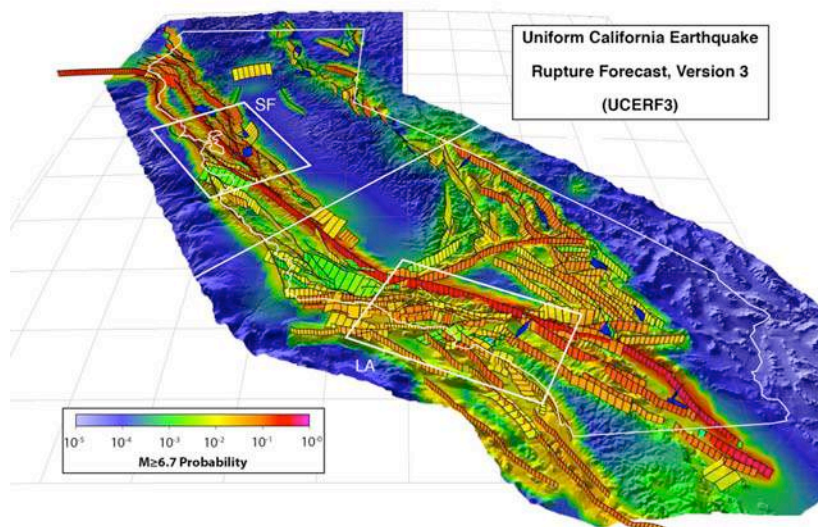 Uniform California Earthquake
Rupture Forecast, Version 3
(UCERF3)
SF
LA
10-5 10-4 10-3 10-2 10-1 100
M≥6.7 Probability